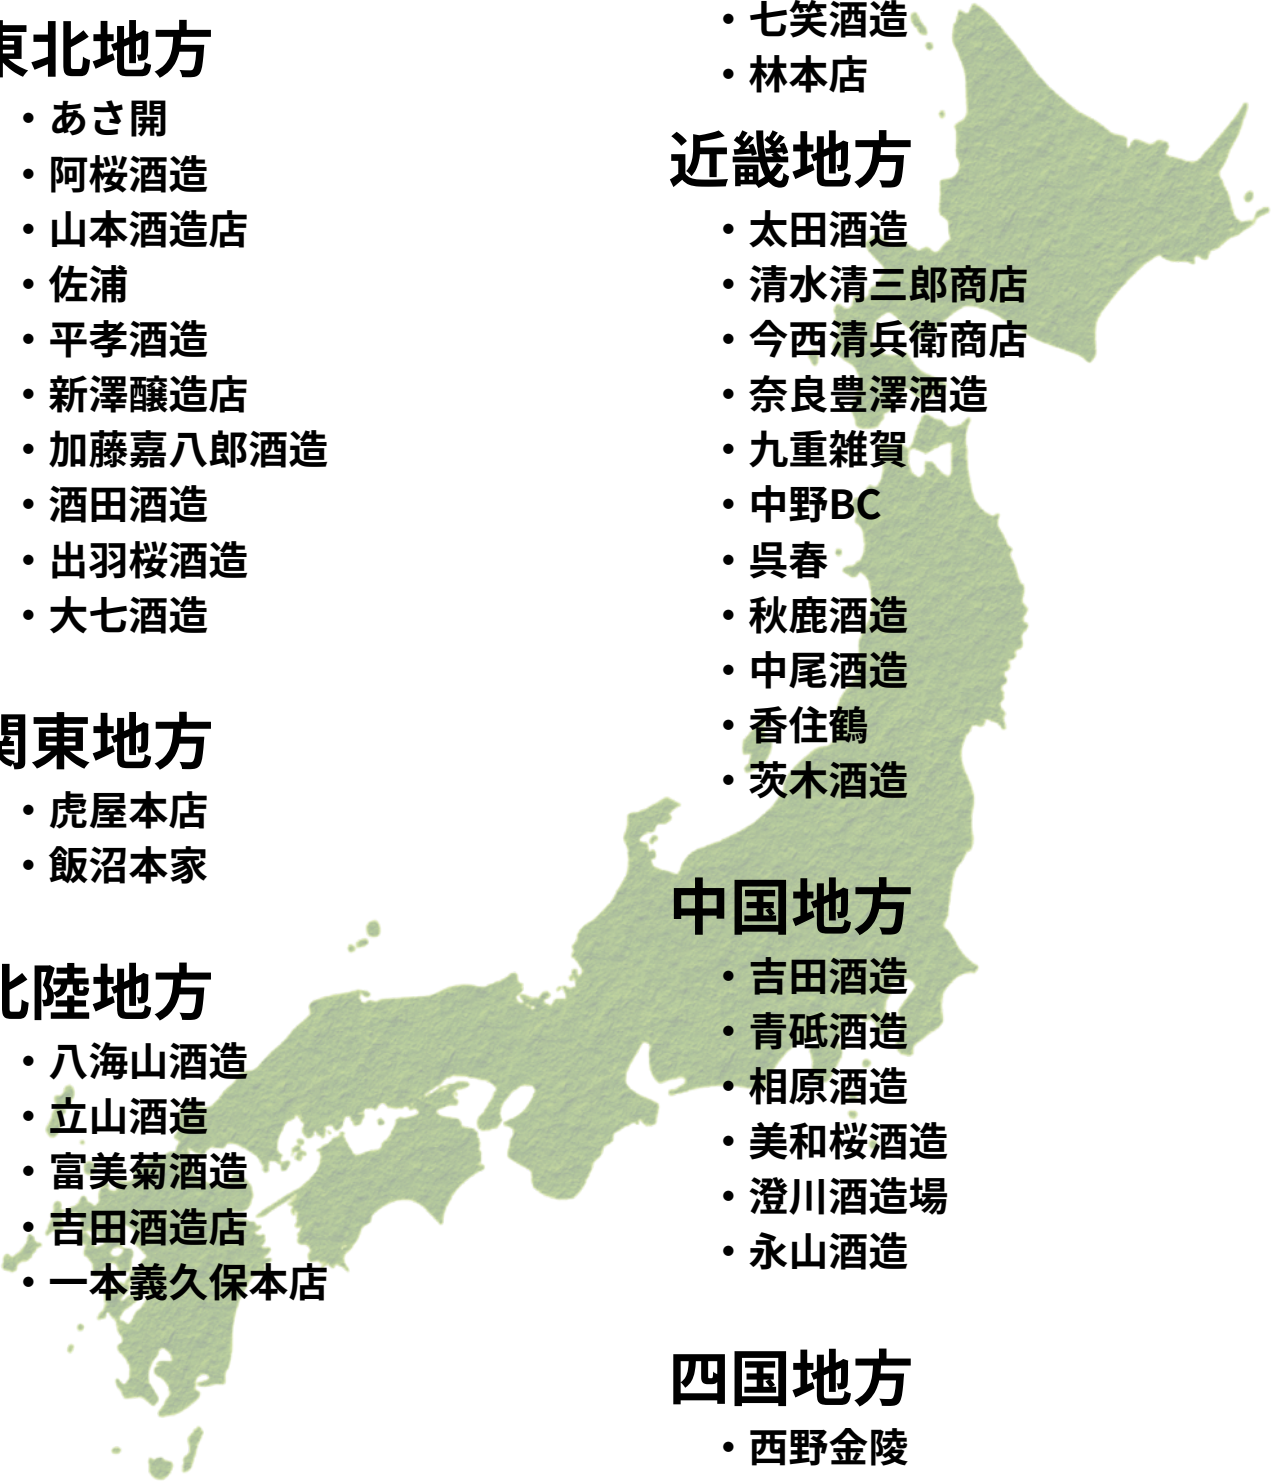 東北地方
・あさ開
・阿桜酒造
・山本酒造店
・佐浦
・平孝酒造
・新澤醸造店
・加藤嘉八郎酒造
・酒田酒造
・出羽桜酒造
・大七酒造
関東地方
・虎屋本店
・飯沼本家
北陸地方
・八海山酒造
・立山酒造
・富美菊酒造
・吉田酒造店
・一本義久保本店
・七笑酒造
・林本店
近畿地方
・太田酒造
・清水清三郎商店
・今西清兵衛商店
・奈良豊澤酒造
・九重雑賀
・中野BC
・呉春
・秋鹿酒造
・中尾酒造
・香住鶴
・茨木酒造
中国地方
・吉田酒造
・青砥酒造
・相原酒造
・美和桜酒造
・澄川酒造場
・永山酒造
四国地方
・西野金陵